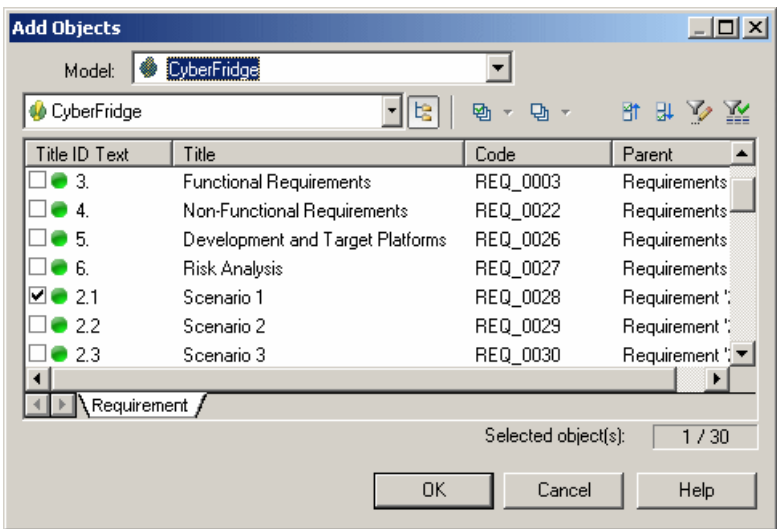 Add Objects
Model: CyberFridge
CyberFridge
Title ID Text Title Code Parent
3. Functional Requirements REQ_0003 Requirements
4. Non-Functional Requirements REQ_0022 Requirements
5. Development and Target Platforms REQ_0026 Requirements
6. Risk Analysis REQ_0027 Requirements
2.1 Scenario 1 REQ_0028 Requirement '
2.2 Scenario 2 REQ_0029 Requirement '
2.3 Scenario 3 REQ_0030 Requirement '
Requirement
Selected object(s): 1 / 30
OK Cancel Help